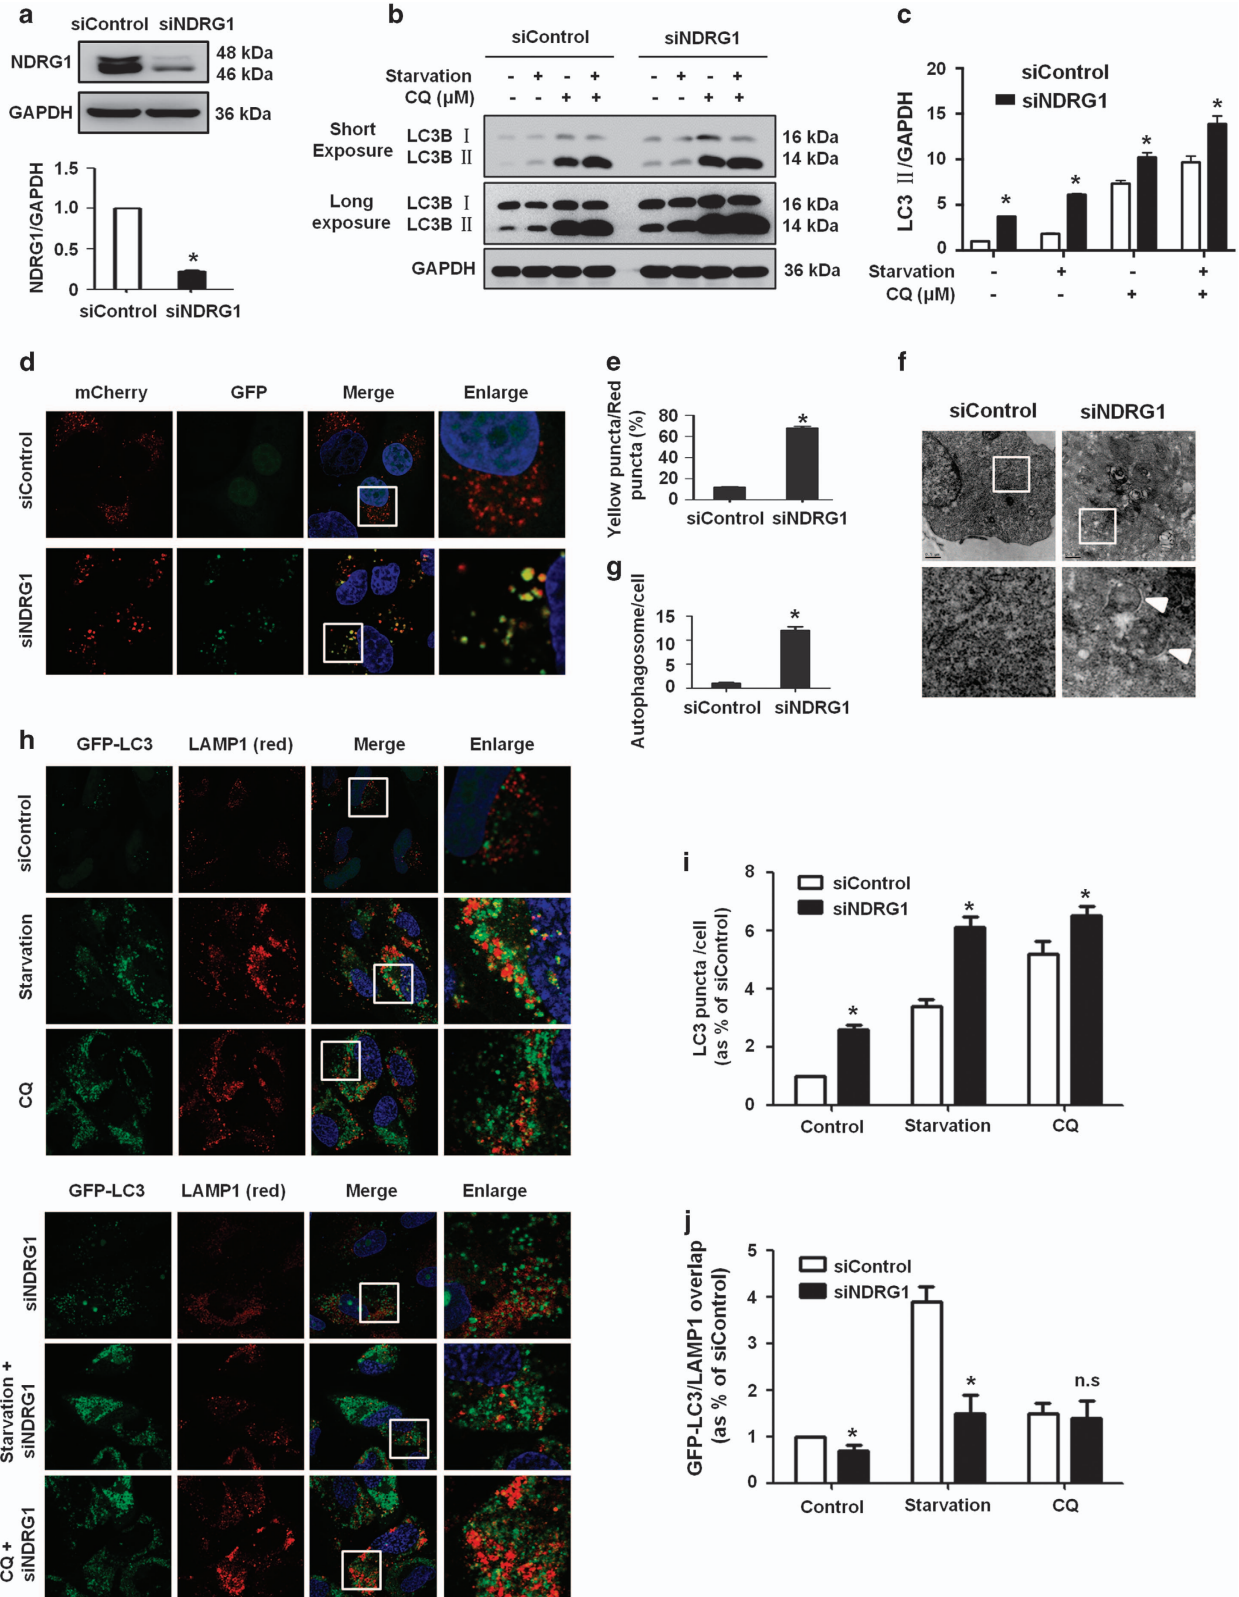 a
siControl siNDRG1
NDRG1
48 kDa
46 kDa
GAPDH
36 kDa
NDRG1/GAPDH
1.5
1.0
0.5
0
*
siControl siNDRG1
b
siControl siNDRG1
Starvation - + - + - + - +
CQ (µM) - - + + - - + +
Short
Exposure
LC3B I
LC3B II
16 kDa
14 kDa
Long
exposure
LC3B I
LC3B II
16 kDa
14 kDa
GAPDH
36 kDa
c
LC3 II/GAPDH
20
15
10
5
0
siControl
siNDRG1
* * * *
Starvation - + - +
CQ (µM) - - + +
d
mCherry GFP Merge Enlarge
siControl
siNDRG1
e
Yellow puncta/Red
puncta (%)
80
60
40
20
0
*
siControl siNDRG1
f
siControl siNDRG1
g
Autophagosome/cell
15
10
5
0
*
siControl siNDRG1
h
GFP-LC3 LAMP1 (red) Merge Enlarge
siControl
Starvation
CQ
GFP-LC3 LAMP1 (red) Merge Enlarge
siNDRG1
Starvation +
siNDRG1
CQ +
siNDRG1
i
LC3 puncta /cell
(as % of siControl)
8
6
4
2
0
siControl
siNDRG1
* * *
Control Starvation CQ
j
GFP-LC3/LAMP1 overlap
(as % of siControl)
5
4
3
2
1
0
siControl
siNDRG1
* * n.s
Control Starvation CQ